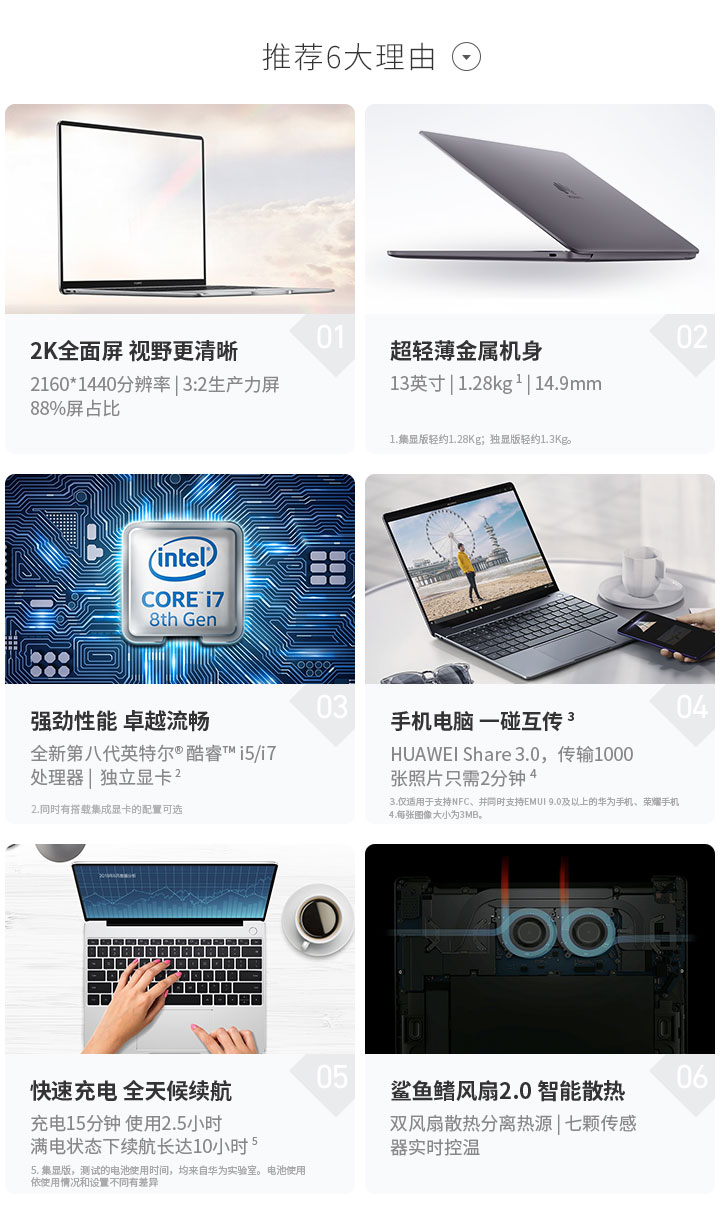 推荐6大理由
01
2K全面屏 视野更清晰
2160*1440分辨率 | 3:2生产力屏
88%屏占比
02
超轻薄金属机身
13英寸 | 1.28kg 1 | 14.9mm
1.集显版轻约1.28Kg；独显版轻约1.3Kg。
intel®
CORE™ i7
8th Gen
03
强劲性能 卓越流畅
全新第八代英特尔® 酷睿™ i5/i7
处理器 | 独立显卡 2
2.同时有搭载集成显卡的配置可选
04
手机电脑 一碰互传 3
HUAWEI Share 3.0，传输1000
张照片只需2分钟 4
3.仅适用于支持NFC、并同时支持EMUI 9.0及以上的华为手机、荣耀手机
4.每张图像大小为3MB。
05
快速充电 全天候续航
充电15分钟 使用2.5小时
满电状态下续航长达10小时 5
5. 集显版，测试的电池使用时间，均来自华为实验室。电池使用
依使用情况和设置不同有差异
06
鲨鱼鳍风扇2.0 智能散热
双风扇散热分离热源 | 七颗传感
器实时控温